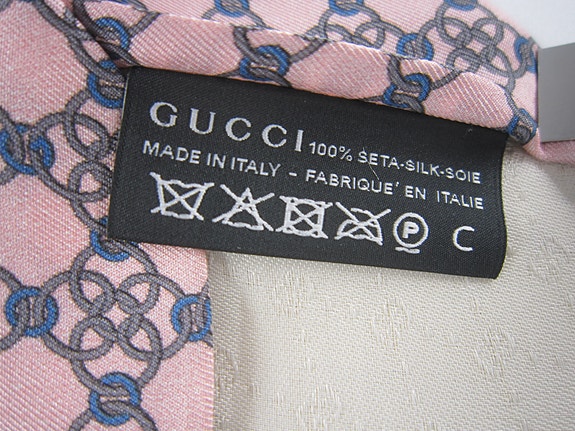 GUCCI 100% SETA-SILK-SOIE
MADE IN ITALY - FABRIQUE' EN ITALIE
P C